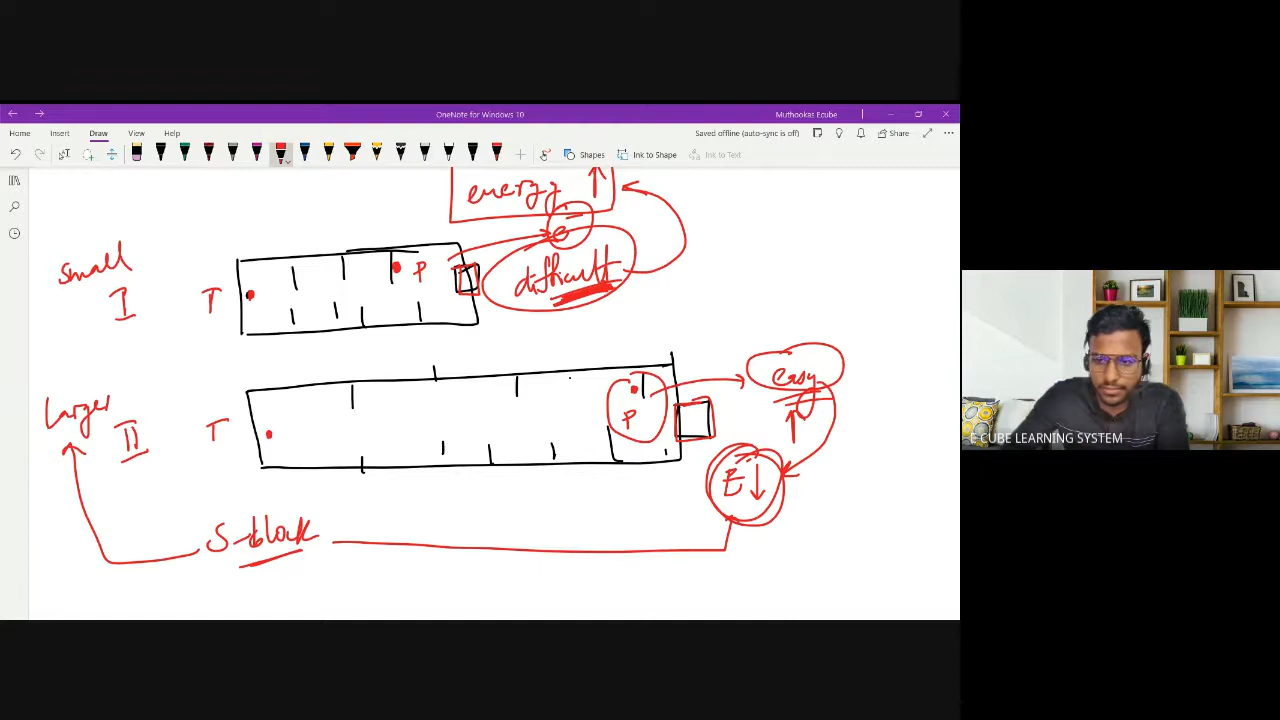 OneNote for Windows 10
Muthookas Ecube
Home Insert Draw View Help
Saved offline (auto-sync is off)
Share
Shapes
Ink to Shape
Ink to Text
energy ↑
e⁻
Small
I
T
P
difficult
Larger
II
T
P
easy
↑
E ↓
S-block
E CUBE LEARNING SYSTEM